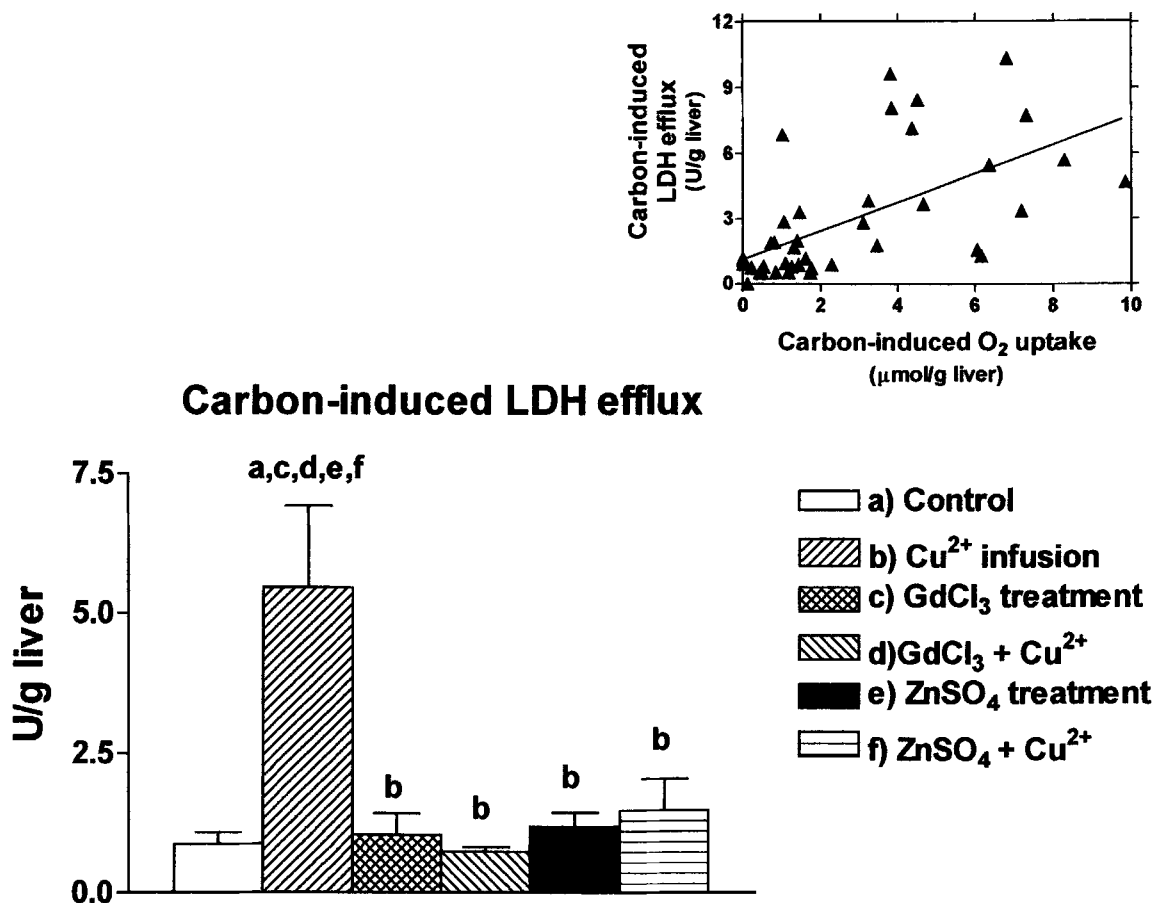 12
9
6
3
0
Carbon-induced
LDH efflux
(U/g liver)
0 2 4 6 8 10
Carbon-induced O₂ uptake
(μmol/g liver)
Carbon-induced LDH efflux
7.5
5.0
2.5
0.0
U/g liver
a,c,d,e,f
b
b
b
b
a) Control
b) Cu²⁺ infusion
c) GdCl₃ treatment
d)GdCl₃ + Cu²⁺
e) ZnSO₄ treatment
f) ZnSO₄ + Cu²⁺